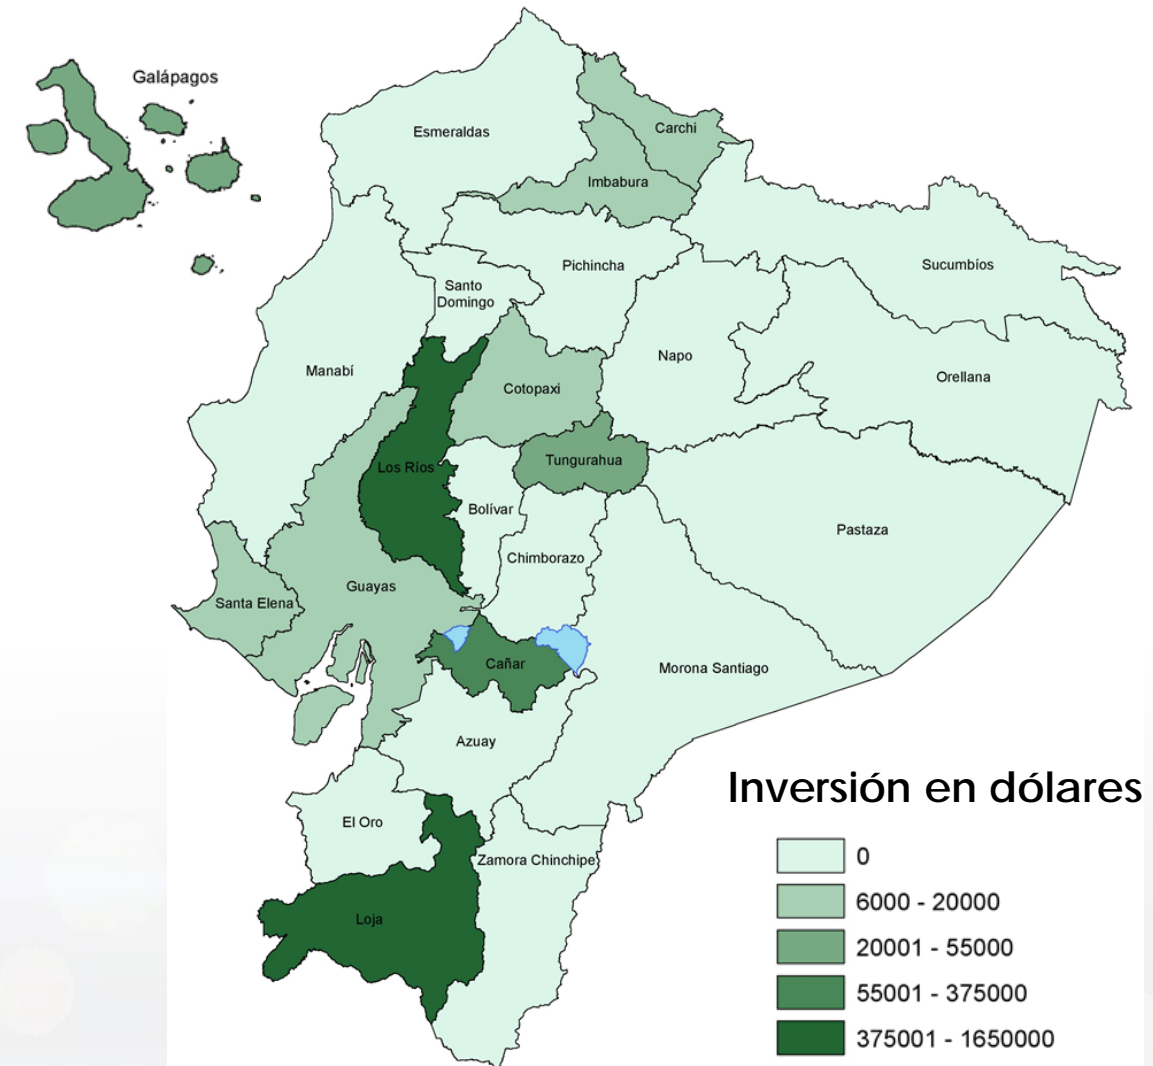 Galápagos
Esmeraldas
Carchi
Imbabura
Pichincha
Sucumbíos
Santo
Domingo
Manabí
Napo
Orellana
Cotopaxi
Tungurahua
Los Ríos
Bolívar
Pastaza
Chimborazo
Guayas
Santa Elena
Cañar
Morona Santiago
Azuay
Inversión en dólares
El Oro
Zamora Chinchipe
Loja
0
6000 - 20000
20001 - 55000
55001 - 375000
375001 - 1650000